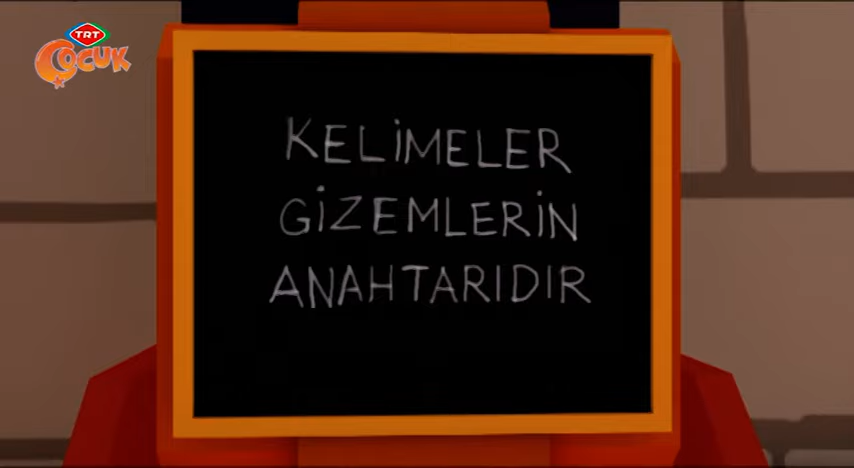 TRT
ÇOCUK
KELİMELER
GİZEMLERİN
ANAHTARIDIR